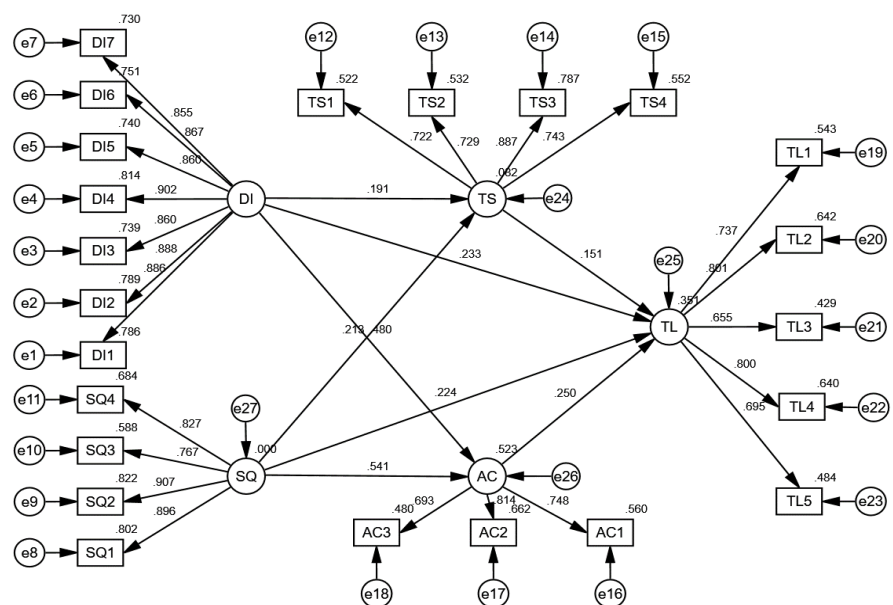 .730
e7 DI7
.751
e6 DI6
.740
e5 DI5
.814
e4 DI4
.739
e3 DI3
.789
e2 DI2
.786
e1 DI1
.684
e11 SQ4
.588
e10 SQ3
.822
e9 SQ2
.802
e8 SQ1
.855
.867
.860
.902
.860
.888
.886
DI
.827
.767
.907
.896
e27
.000
SQ
e12 e13 e14 e15
.522 .532 .787 .552
TS1 TS2 TS3 TS4
.722 .729 .887 .743
.082
.191 TS e24
.233 .151
.213 .480
.224 .250
.541 AC e26
.523
.693 .814 .748
.480 .662 .560
AC3 AC2 AC1
e18 e17 e16
e25
.351
TL
.737
.801
.655
.800
.695
.543
TL1 e19
.642
TL2 e20
.429
TL3 e21
.640
TL4 e22
.484
TL5 e23